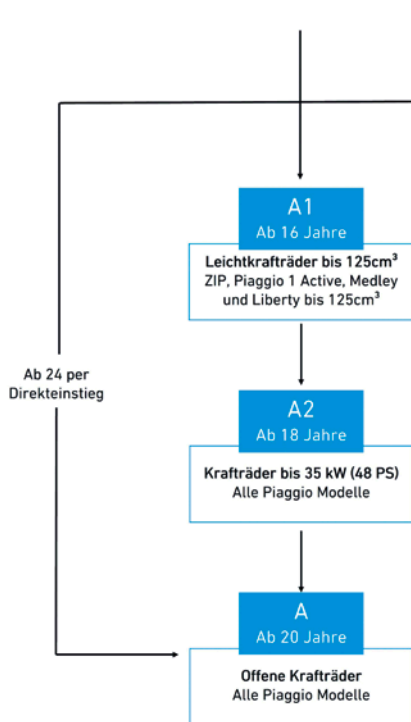 A1
Ab 16 Jahre
Leichtkrafträder bis 125cm³
ZIP, Piaggio 1 Active, Medley
und Liberty bis 125cm³
Ab 24 per
Direkteinstieg
A2
Ab 18 Jahre
Krafträder bis 35 kW (48 PS)
Alle Piaggio Modelle
A
Ab 20 Jahre
Offene Krafträder
Alle Piaggio Modelle